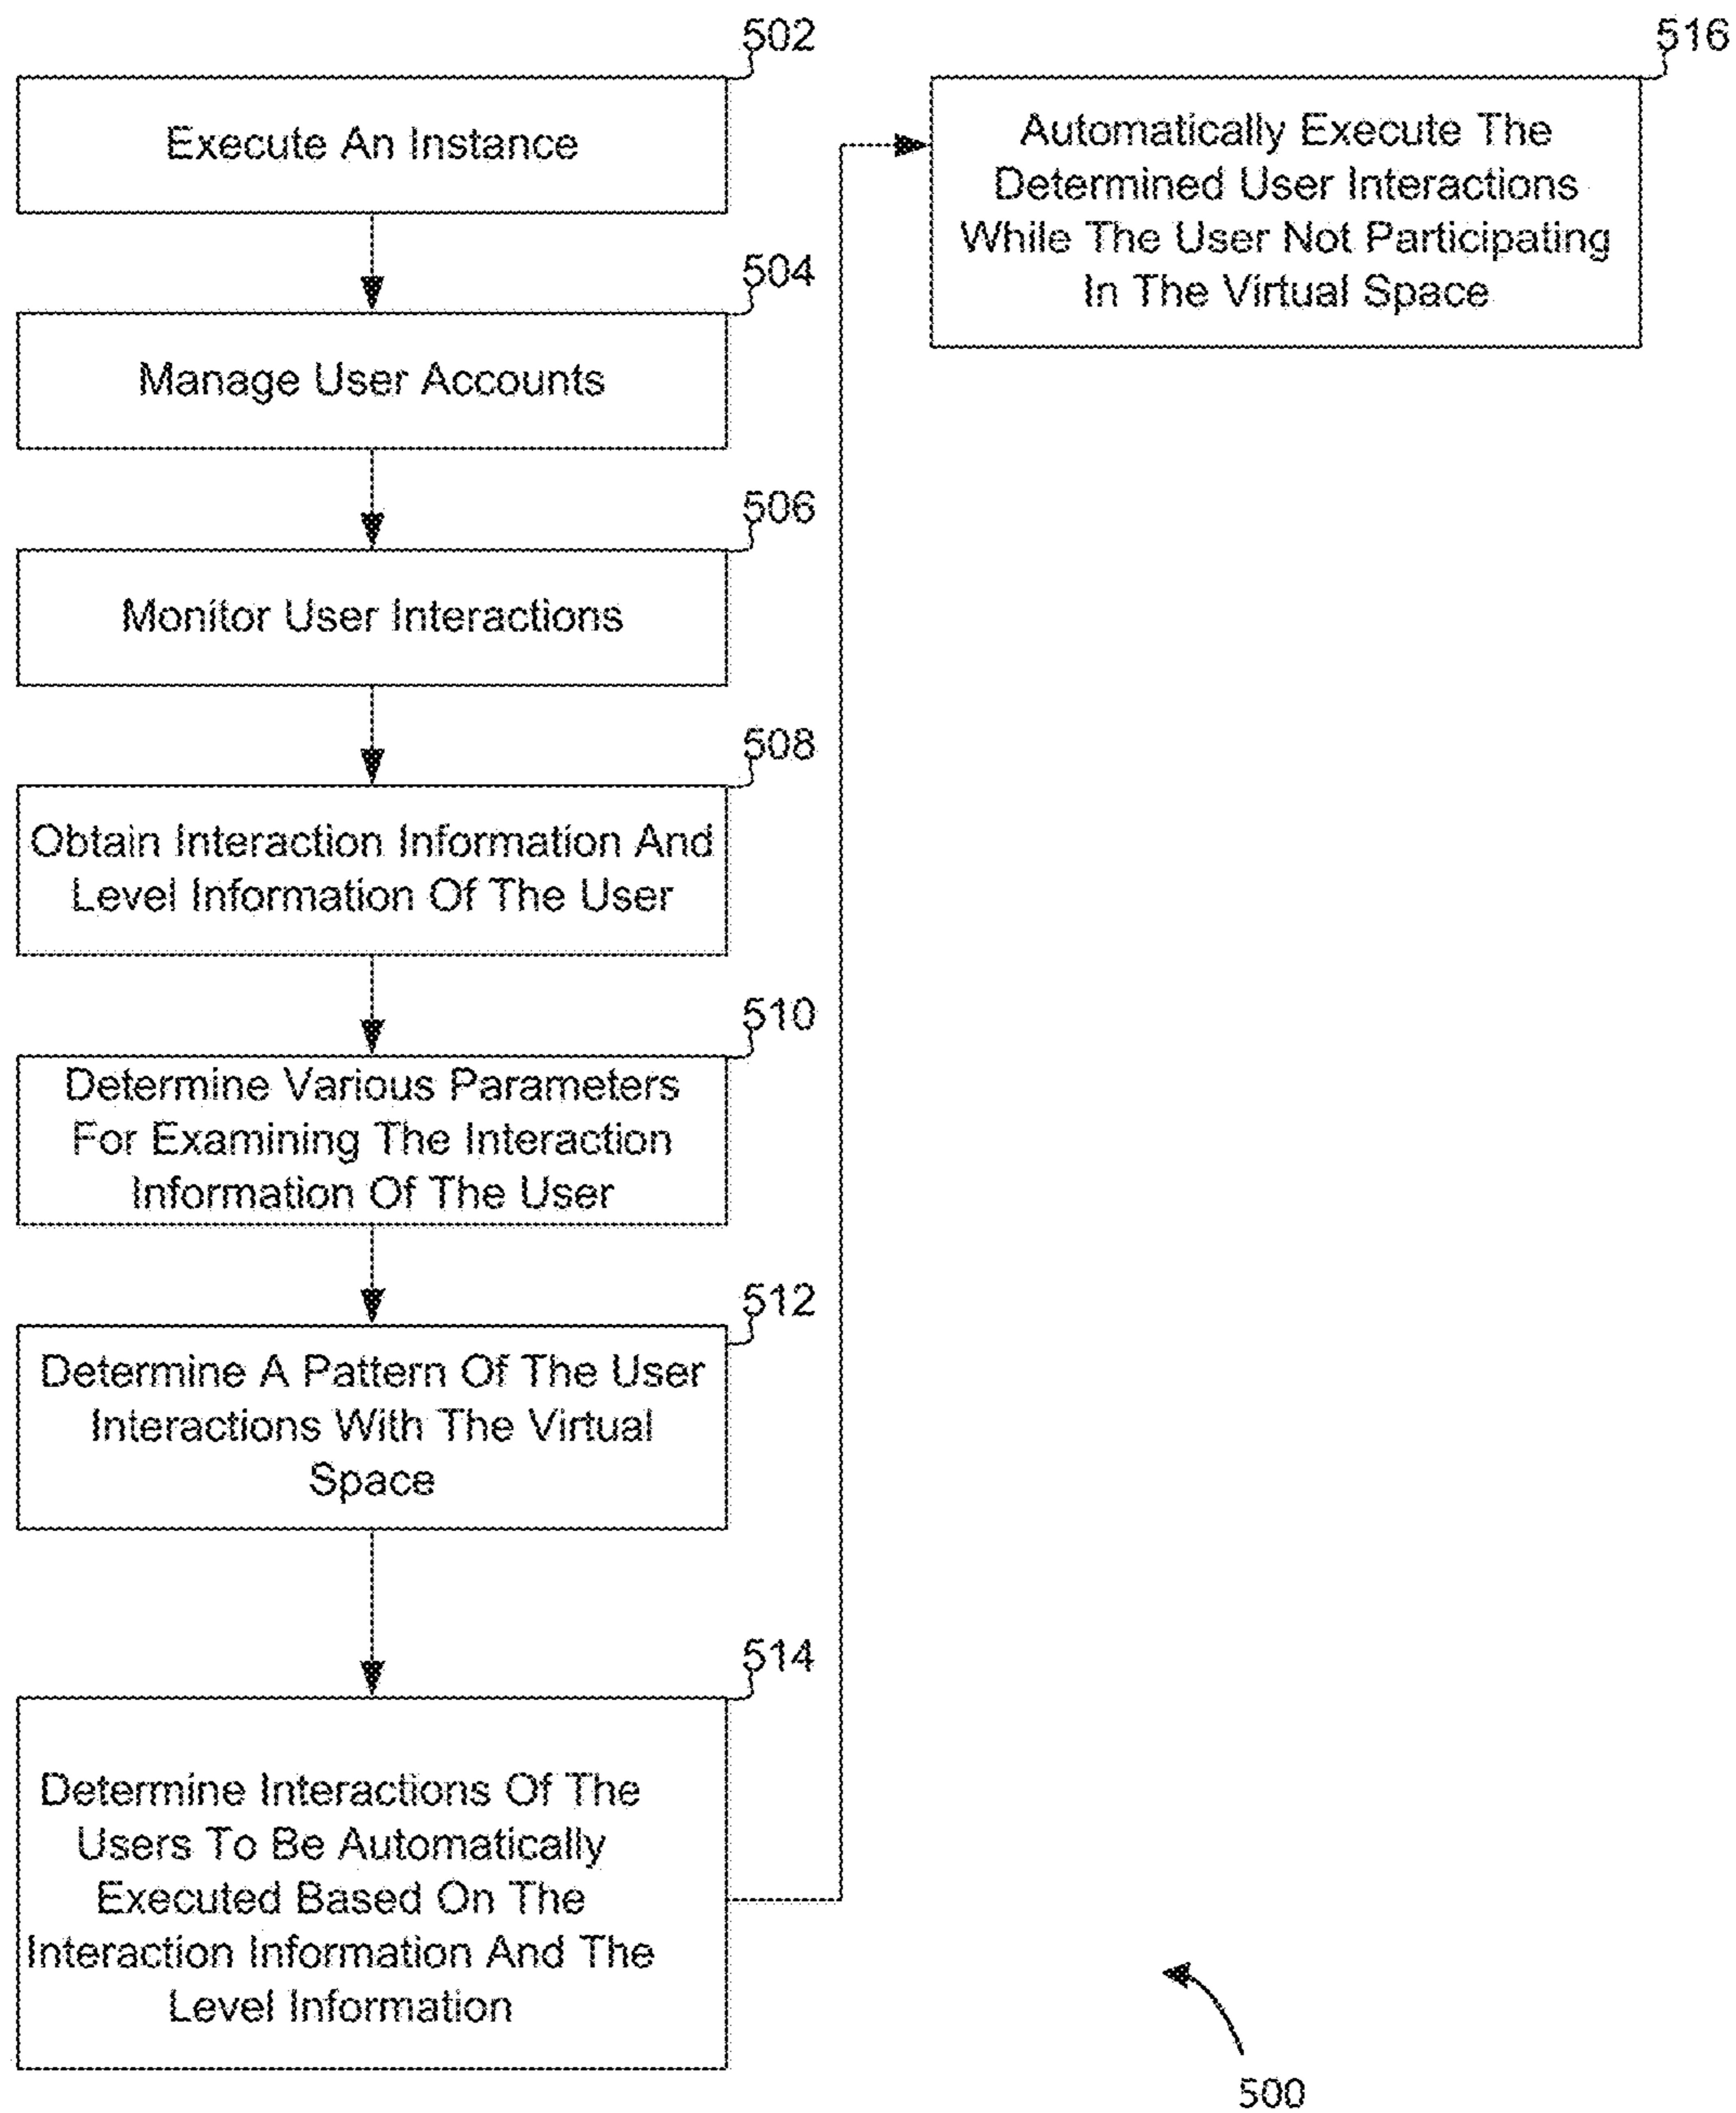 502
Execute An Instance
504
Manage User Accounts
506
Monitor User Interactions
508
Obtain Interaction Information And
Level Information Of The User
510
Determine Various Parameters
For Examining The Interaction
Information Of The User
512
Determine A Pattern Of The User
Interactions With The Virtual
Space
514
Determine Interactions Of The
Users To Be Automatically
Executed Based On The
Interaction Information And The
Level Information
516
Automatically Execute The
Determined User Interactions
While The User Not Participating
In The Virtual Space
500